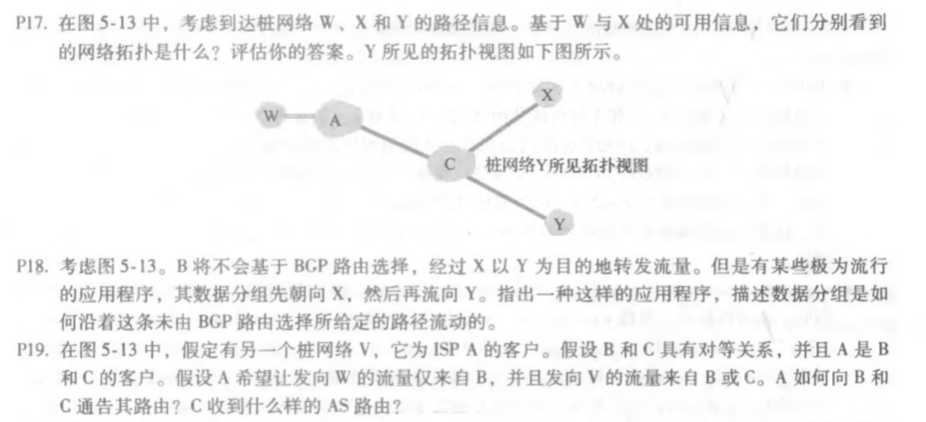 P17. 在图 5-13 中，考虑到达桩网络 W、X 和 Y 的路径信息。基于 W 与 X 处的可用信息，它们分别看到
的网络拓扑是什么？评估你的答案。Y 所见的拓扑视图如下图所示。
X
W
A
C
桩网络Y所见拓扑视图
Y
P18. 考虑图 5-13。B 将不会基于 BGP 路由选择，经过 X 以 Y 为目的地转发流量。但是有某些极为流行
的应用程序，其数据分组先朝向 X，然后再流向 Y。指出一种这样的应用程序，描述数据分组是如
何沿着这条未由 BGP 路由选择所给定的路径流动的。
P19. 在图 5-13 中，假定有另一个桩网络 V，它为 ISP A 的客户。假设 B 和 C 具有对等关系，并且 A 是 B
和 C 的客户。假设 A 希望让发向 W 的流量仅来自 B，并且发向 V 的流量来自 B 或 C。A 如何向 B 和
C 通告其路由？C 收到什么样的 AS 路由？